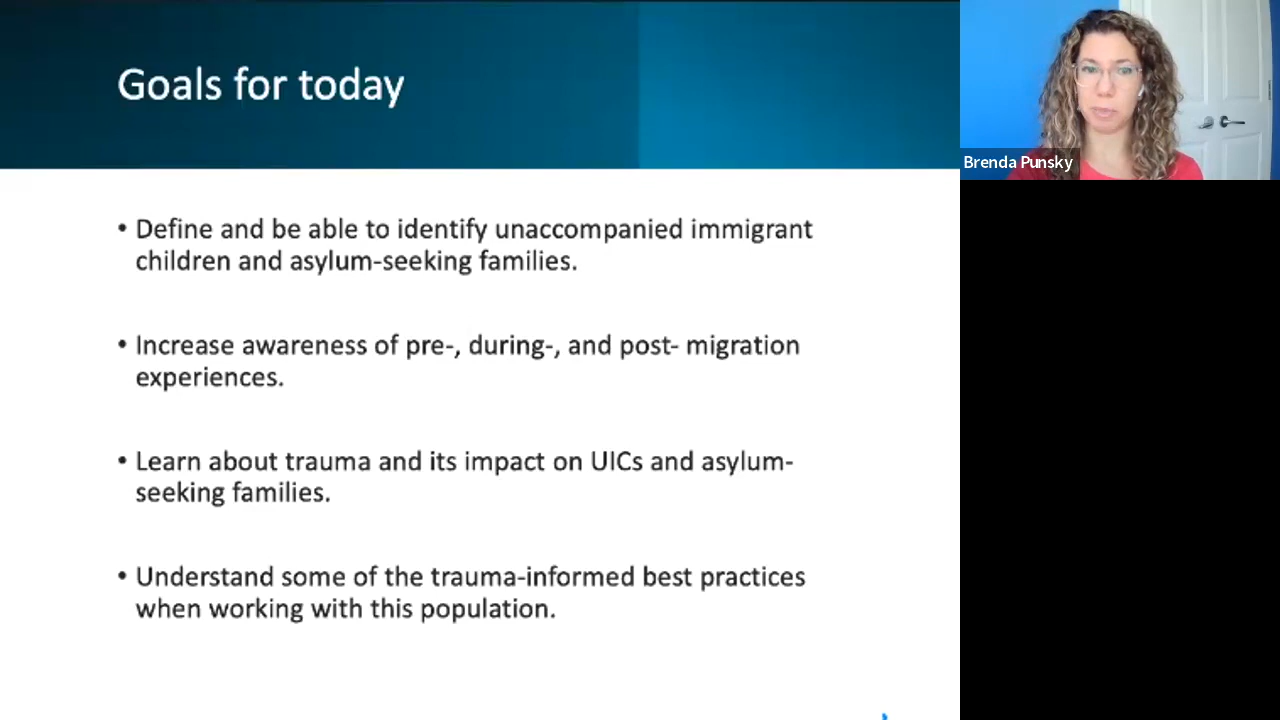 Goals for today
• Define and be able to identify unaccompanied immigrant
children and asylum-seeking families.
• Increase awareness of pre-, during-, and post- migration
experiences.
• Learn about trauma and its impact on UICs and asylum-
seeking families.
• Understand some of the trauma-informed best practices
when working with this population.
Brenda Punsky